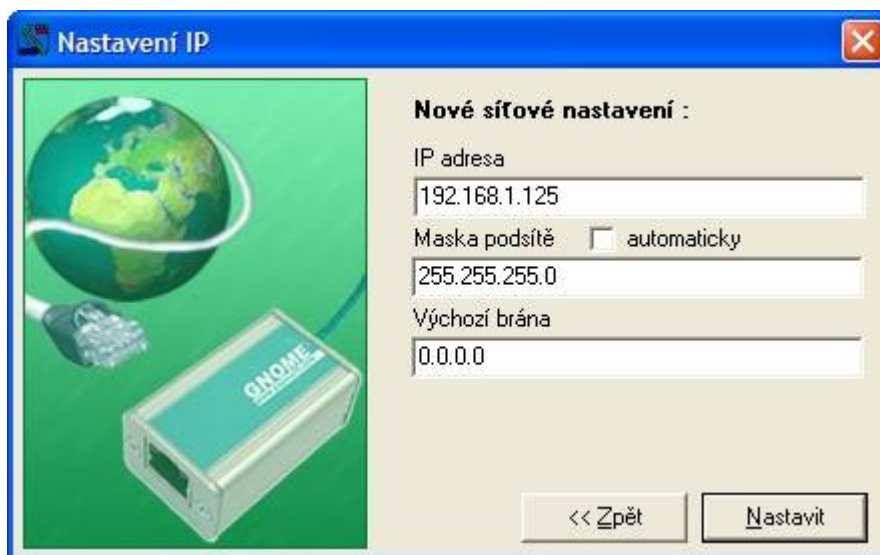 Nastavení IP
Nové síťové nastavení :
IP adresa
192.168.1.125
Maska podsítě automaticky
255.255.255.0
Výchozí brána
0.0.0.0
GNOME
<< Zpět Nastavit